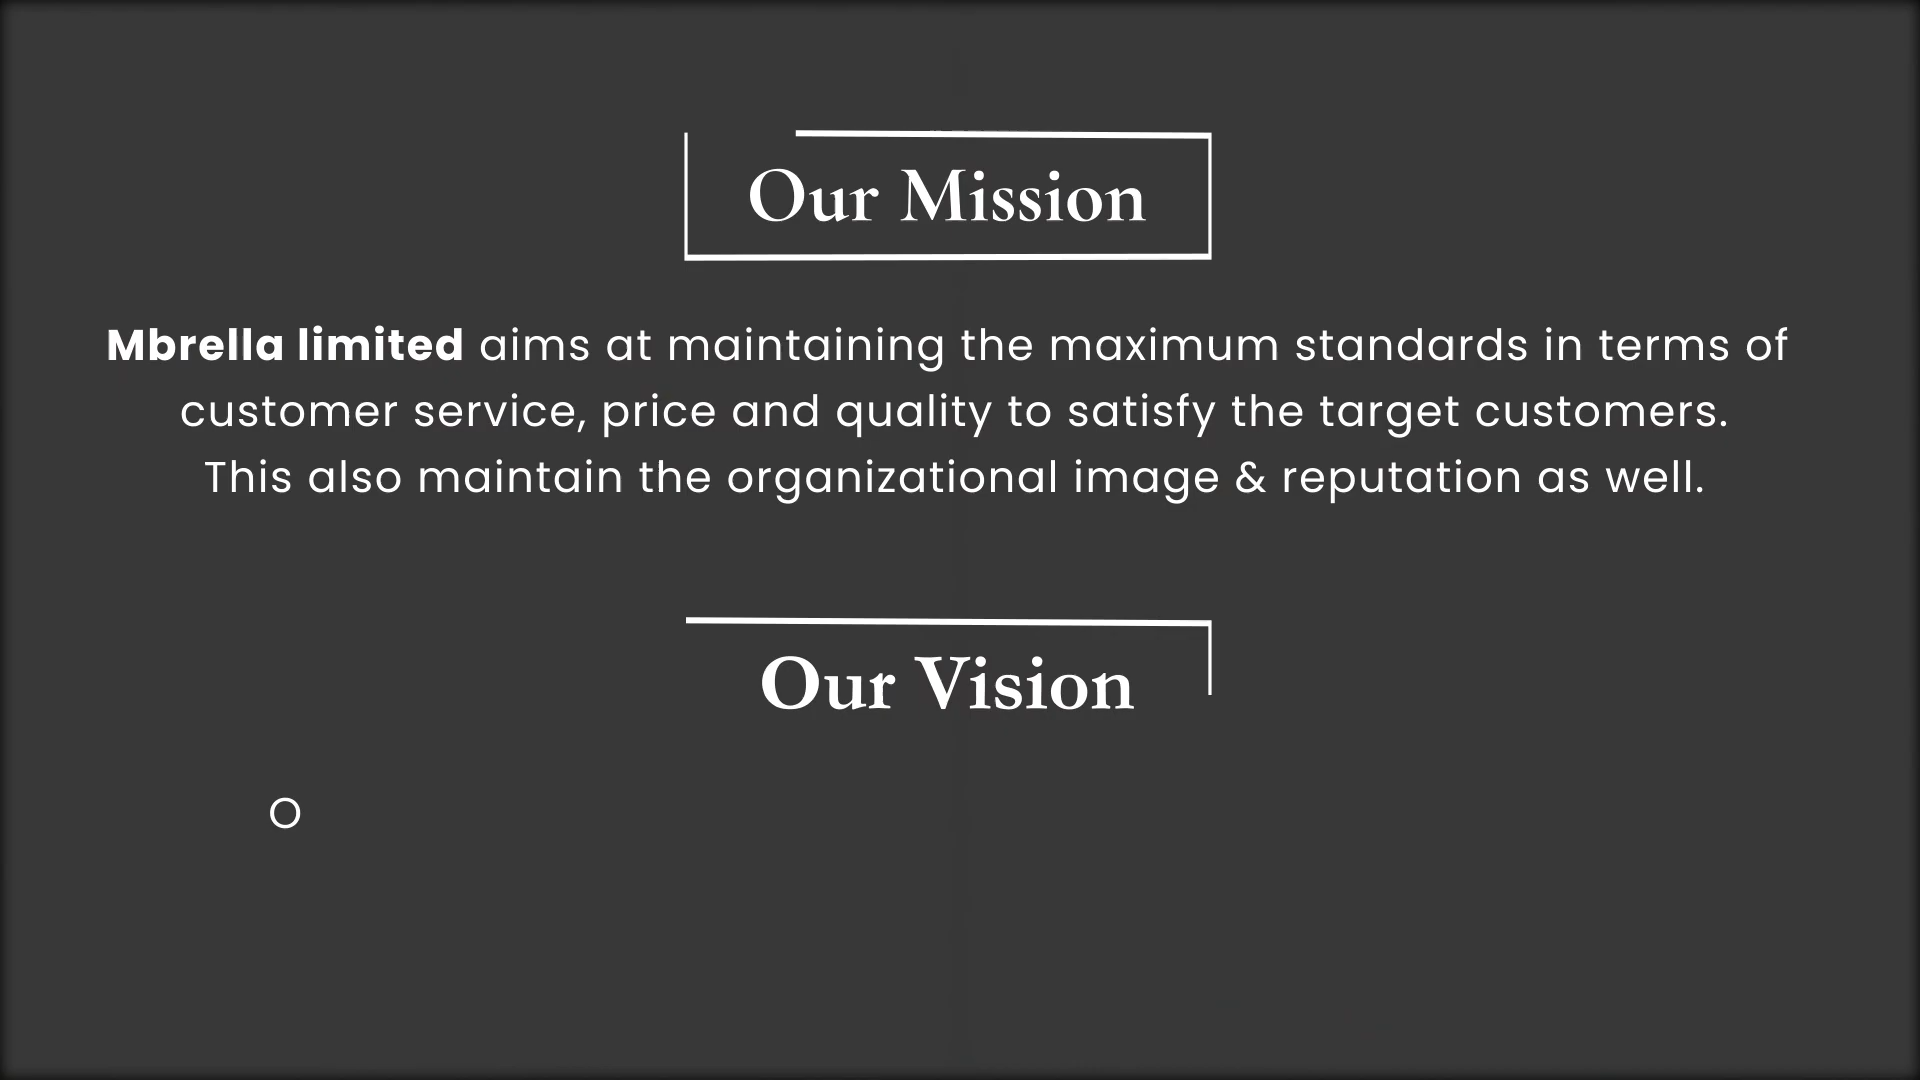 Our Mission
Mbrella limited aims at maintaining the maximum standards in terms of
customer service, price and quality to satisfy the target customers.
This also maintain the organizational image & reputation as well.
Our Vision
O